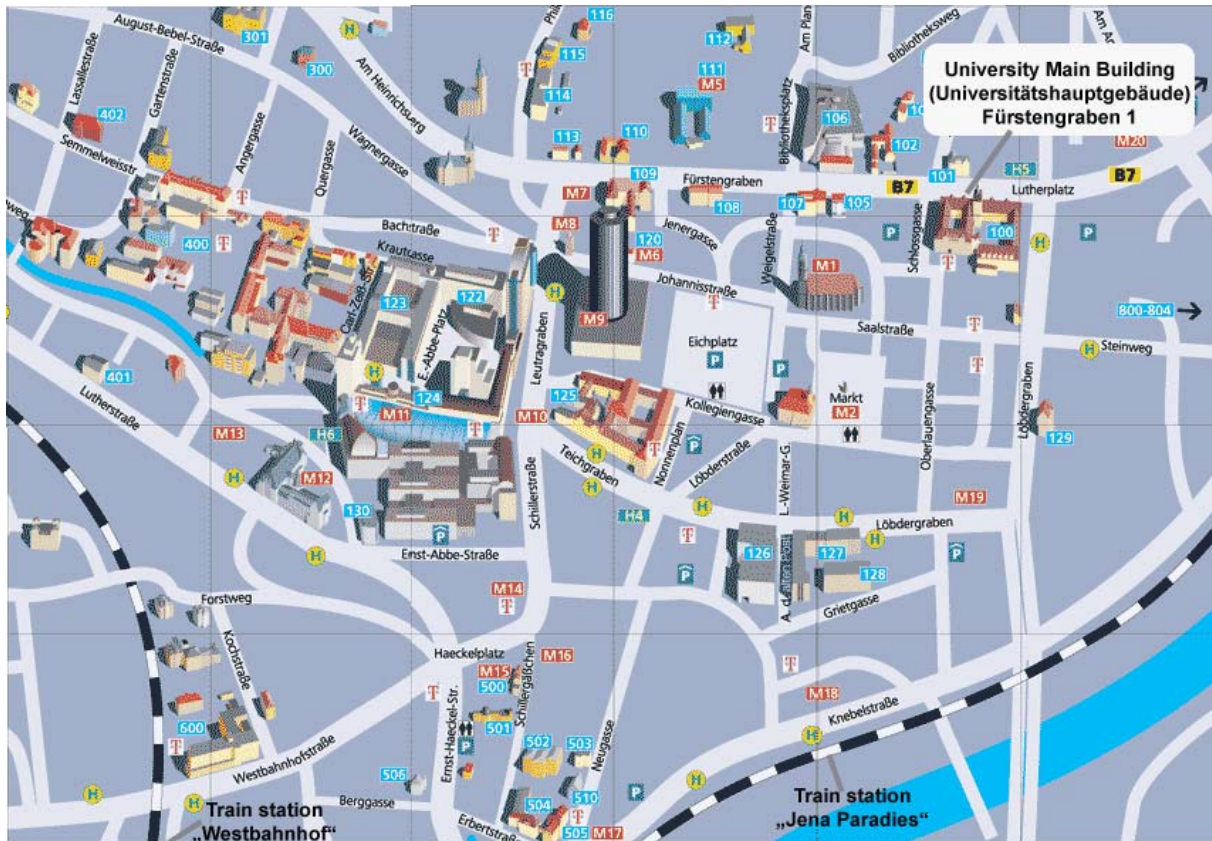 116
Am Plan
Bibliotheksweg
301
August-Bebel-Straße
115
112
Lassallestraße
300
Am Heinrichsuerg
111
M5
University Main Building
(Universitätshauptgebäude)
Fürstengraben 1
Gartenstraße
402
114
106
Bibliotheksplatz
Wagnergasse
113
110
102
M20
Semmelweisstr.
Angergasse
Quergasse
Fürstengraben
101
H5
B7
B7
Lutherplatz
109
M7
108
107
105
400
Bachstraße
M8
Jenergasse
Weigelstraße
Schlossgasse
100
Krautgasse
120
M6
M1
Carl-Zeiß-Str.
123
122
Johannisstraße
E.-Abbe-Platz
M9
Eichplatz
Saalstraße
800-804
Steinweg
Leutragraben
401
124
125
Lutherstraße
M11
M10
Kollegiengasse
Markt
M2
Oberlauengasse
Löbdergraben
129
M13
H6
Nonnenplan
Teichgraben
Löbderstraße
L.-Weimar-G.
M12
Schillerstraße
M19
130
H4
Löbdergraben
Ernst-Abbe-Straße
126
127
128
A. d. alten Post
M14
Grietgasse
Forstweg
Kochstraße
Haeckelplatz
M16
M15
500
Schillergäßchen
M18
Knebelstraße
600
501
Ernst-Haeckel-Str.
Neugasse
Westbahnhofstraße
502
503
506
510
Berggasse
504
505
M17
Erbertstraße
Train station
„Westbahnhof“
Train station
„Jena Paradies“